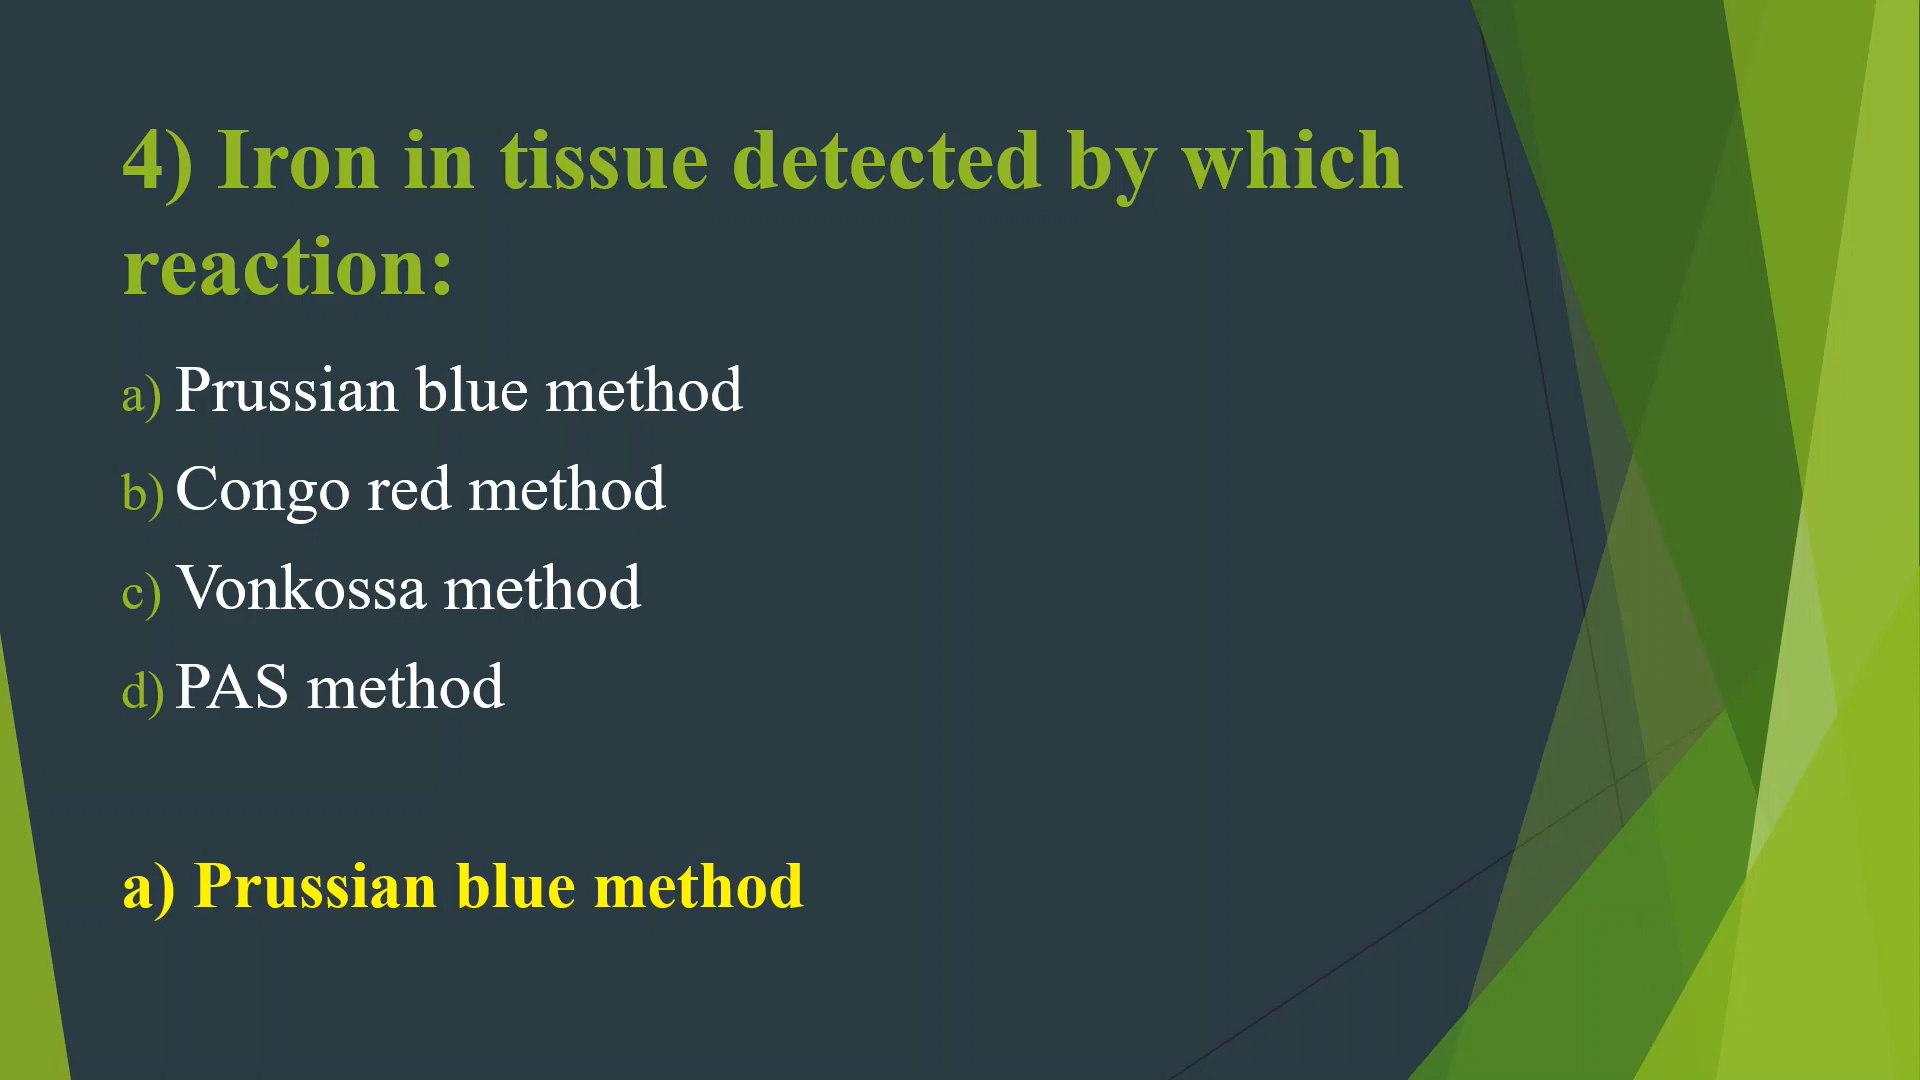 4) Iron in tissue detected by which
reaction:
a) Prussian blue method
b) Congo red method
c) Vonkossa method
d) PAS method
a) Prussian blue method